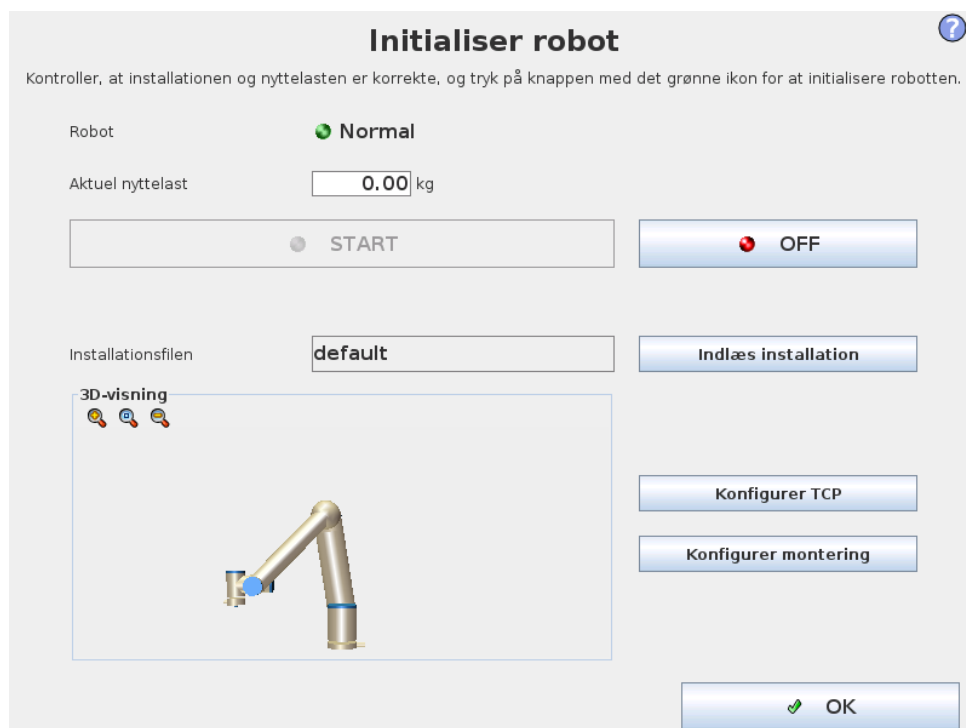 Initialiser robot
?
Kontroller, at installationen og nyttelasten er korrekte, og tryk på knappen med det grønne ikon for at initialisere robotten.
Robot Normal
Aktuel nyttelast 0.00 kg
START OFF
Installationsfilen default Indlæs installation
3D-visning
Konfigurer TCP
Konfigurer montering
OK